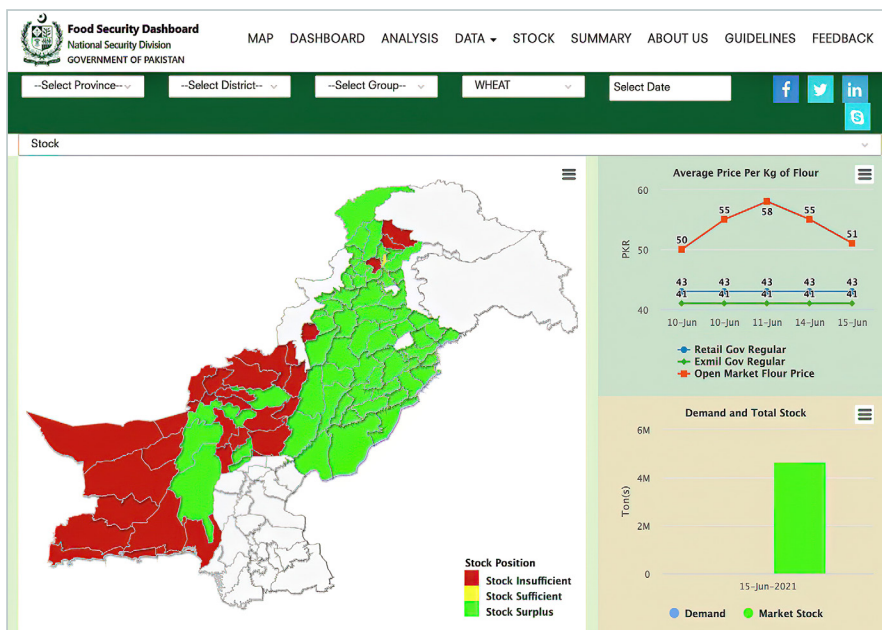 Food Security Dashboard
National Security Division
GOVERNMENT OF PAKISTAN
MAP DASHBOARD ANALYSIS DATA STOCK SUMMARY ABOUT US GUIDELINES FEEDBACK
--Select Province-- --Select District-- --Select Group-- WHEAT Select Date
Stock
Average Price Per Kg of Flour
60
50
40
PKR
50 55 58 55 51
43 43 43 43 43
41 41 41 41 41
10-Jun 10-Jun 11-Jun 14-Jun 15-Jun
Retail Gov Regular
Exmil Gov Regular
Open Market Flour Price
Demand and Total Stock
6M
4M
2M
0
Ton(s)
15-Jun-2021
Demand Market Stock
Stock Position
Stock Insufficient
Stock Sufficient
Stock Surplus